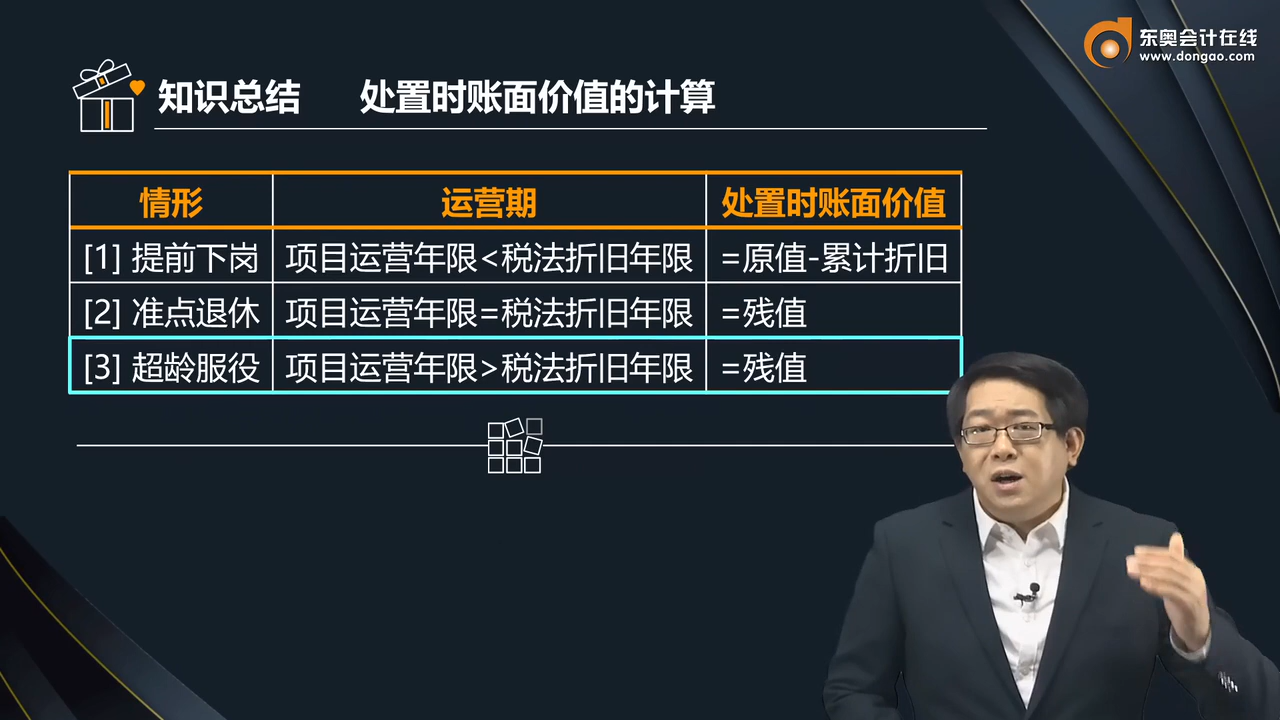 东奥会计在线
www.dongao.com
知识总结 处置时账面价值的计算
情形 运营期 处置时账面价值
[1] 提前下岗 项目运营年限<税法折旧年限 =原值-累计折旧
[2] 准点退休 项目运营年限=税法折旧年限 =残值
[3] 超龄服役 项目运营年限>税法折旧年限 =残值